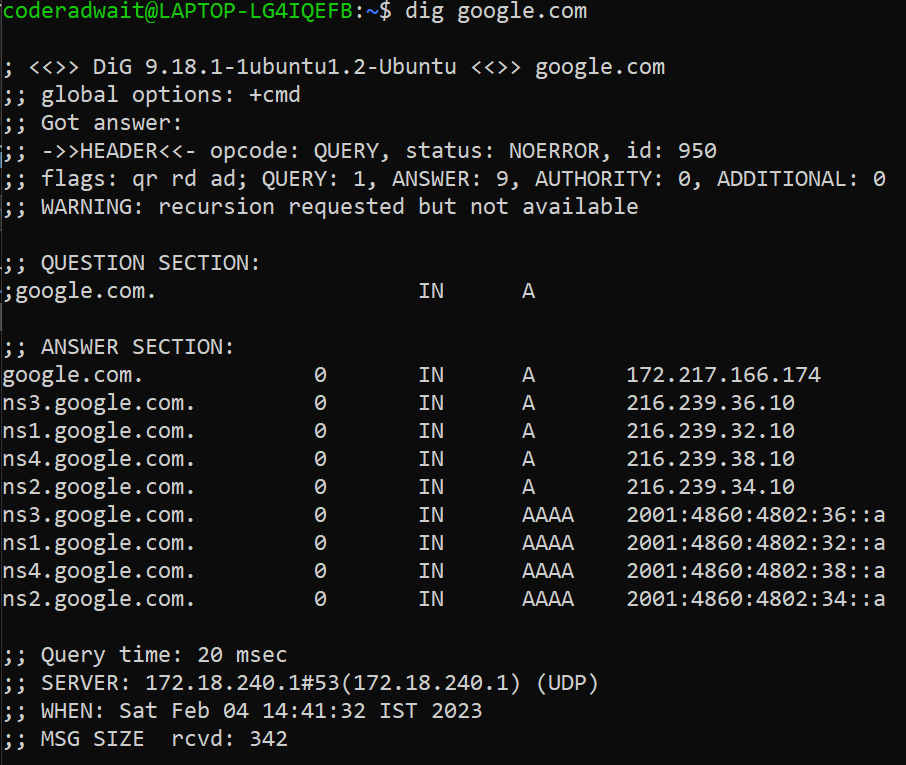 coderadwait@LAPTOP-LG4IQEFB:~$ dig google.com
; <<>> DiG 9.18.1-1ubuntu1.2-Ubuntu <<>> google.com
;; global options: +cmd
;; Got answer:
;; ->>HEADER<<- opcode: QUERY, status: NOERROR, id: 950
;; flags: qr rd ad; QUERY: 1, ANSWER: 9, AUTHORITY: 0, ADDITIONAL: 0
;; WARNING: recursion requested but not available
;; QUESTION SECTION:
;google.com. IN A
;; ANSWER SECTION:
google.com. 0 IN A 172.217.166.174
ns3.google.com. 0 IN A 216.239.36.10
ns1.google.com. 0 IN A 216.239.32.10
ns4.google.com. 0 IN A 216.239.38.10
ns2.google.com. 0 IN A 216.239.34.10
ns3.google.com. 0 IN AAAA 2001:4860:4802:36::a
ns1.google.com. 0 IN AAAA 2001:4860:4802:32::a
ns4.google.com. 0 IN AAAA 2001:4860:4802:38::a
ns2.google.com. 0 IN AAAA 2001:4860:4802:34::a
;; Query time: 20 msec
;; SERVER: 172.18.240.1#53(172.18.240.1) (UDP)
;; WHEN: Sat Feb 04 14:41:32 IST 2023
;; MSG SIZE rcvd: 342